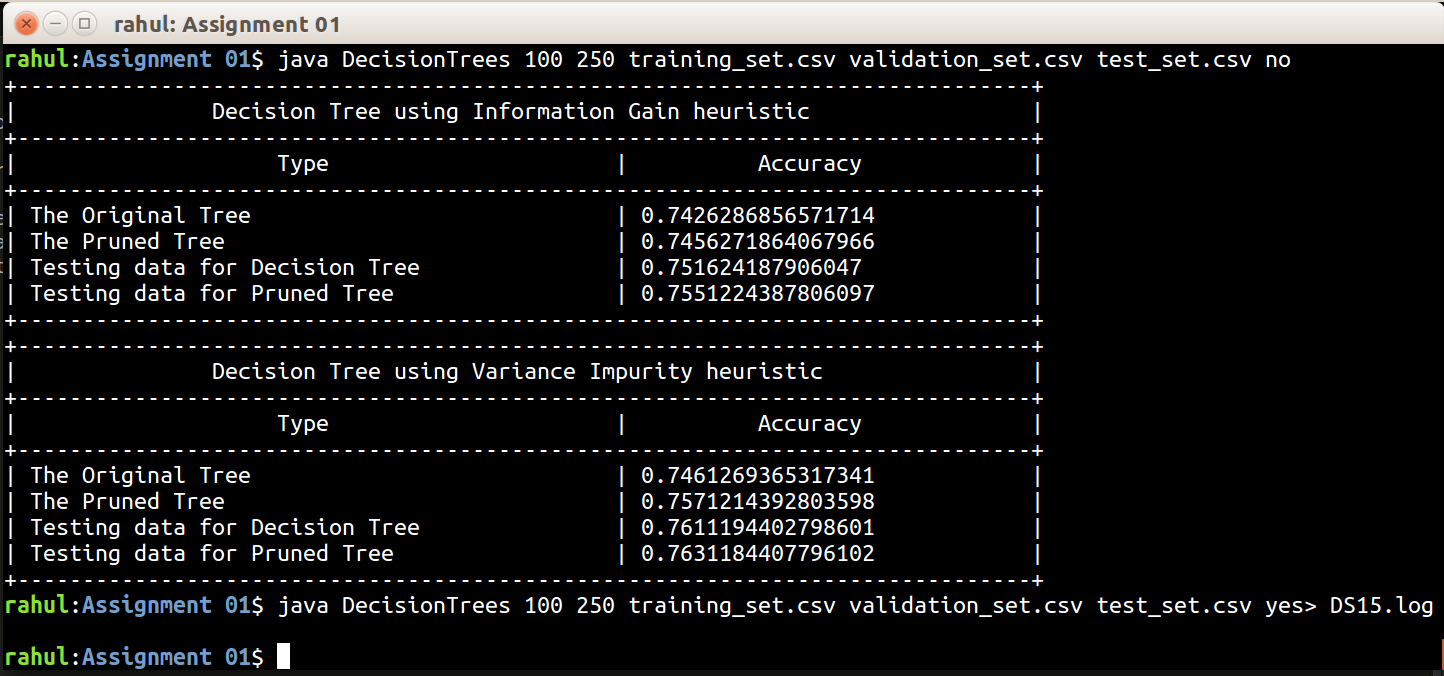 rahul: Assignment 01
rahul:Assignment 01$ java DecisionTrees 100 250 training_set.csv validation_set.csv test_set.csv no
+------------------------------------------------------------------------------+
| Decision Tree using Information Gain heuristic |
+------------------------------------------------------------------------------+
| Type | Accuracy |
+------------------------------------------------------------------------------+
| The Original Tree | 0.7426286856571714 |
| The Pruned Tree | 0.7456271864067966 |
| Testing data for Decision Tree | 0.751624187906047 |
| Testing data for Pruned Tree | 0.7551224387806097 |
+------------------------------------------------------------------------------+
+------------------------------------------------------------------------------+
| Decision Tree using Variance Impurity heuristic |
+------------------------------------------------------------------------------+
| Type | Accuracy |
+------------------------------------------------------------------------------+
| The Original Tree | 0.7461269365317341 |
| The Pruned Tree | 0.7571214392803598 |
| Testing data for Decision Tree | 0.7611194402798601 |
| Testing data for Pruned Tree | 0.7631184407796102 |
+------------------------------------------------------------------------------+
rahul:Assignment 01$ java DecisionTrees 100 250 training_set.csv validation_set.csv test_set.csv yes> DS15.log
rahul:Assignment 01$